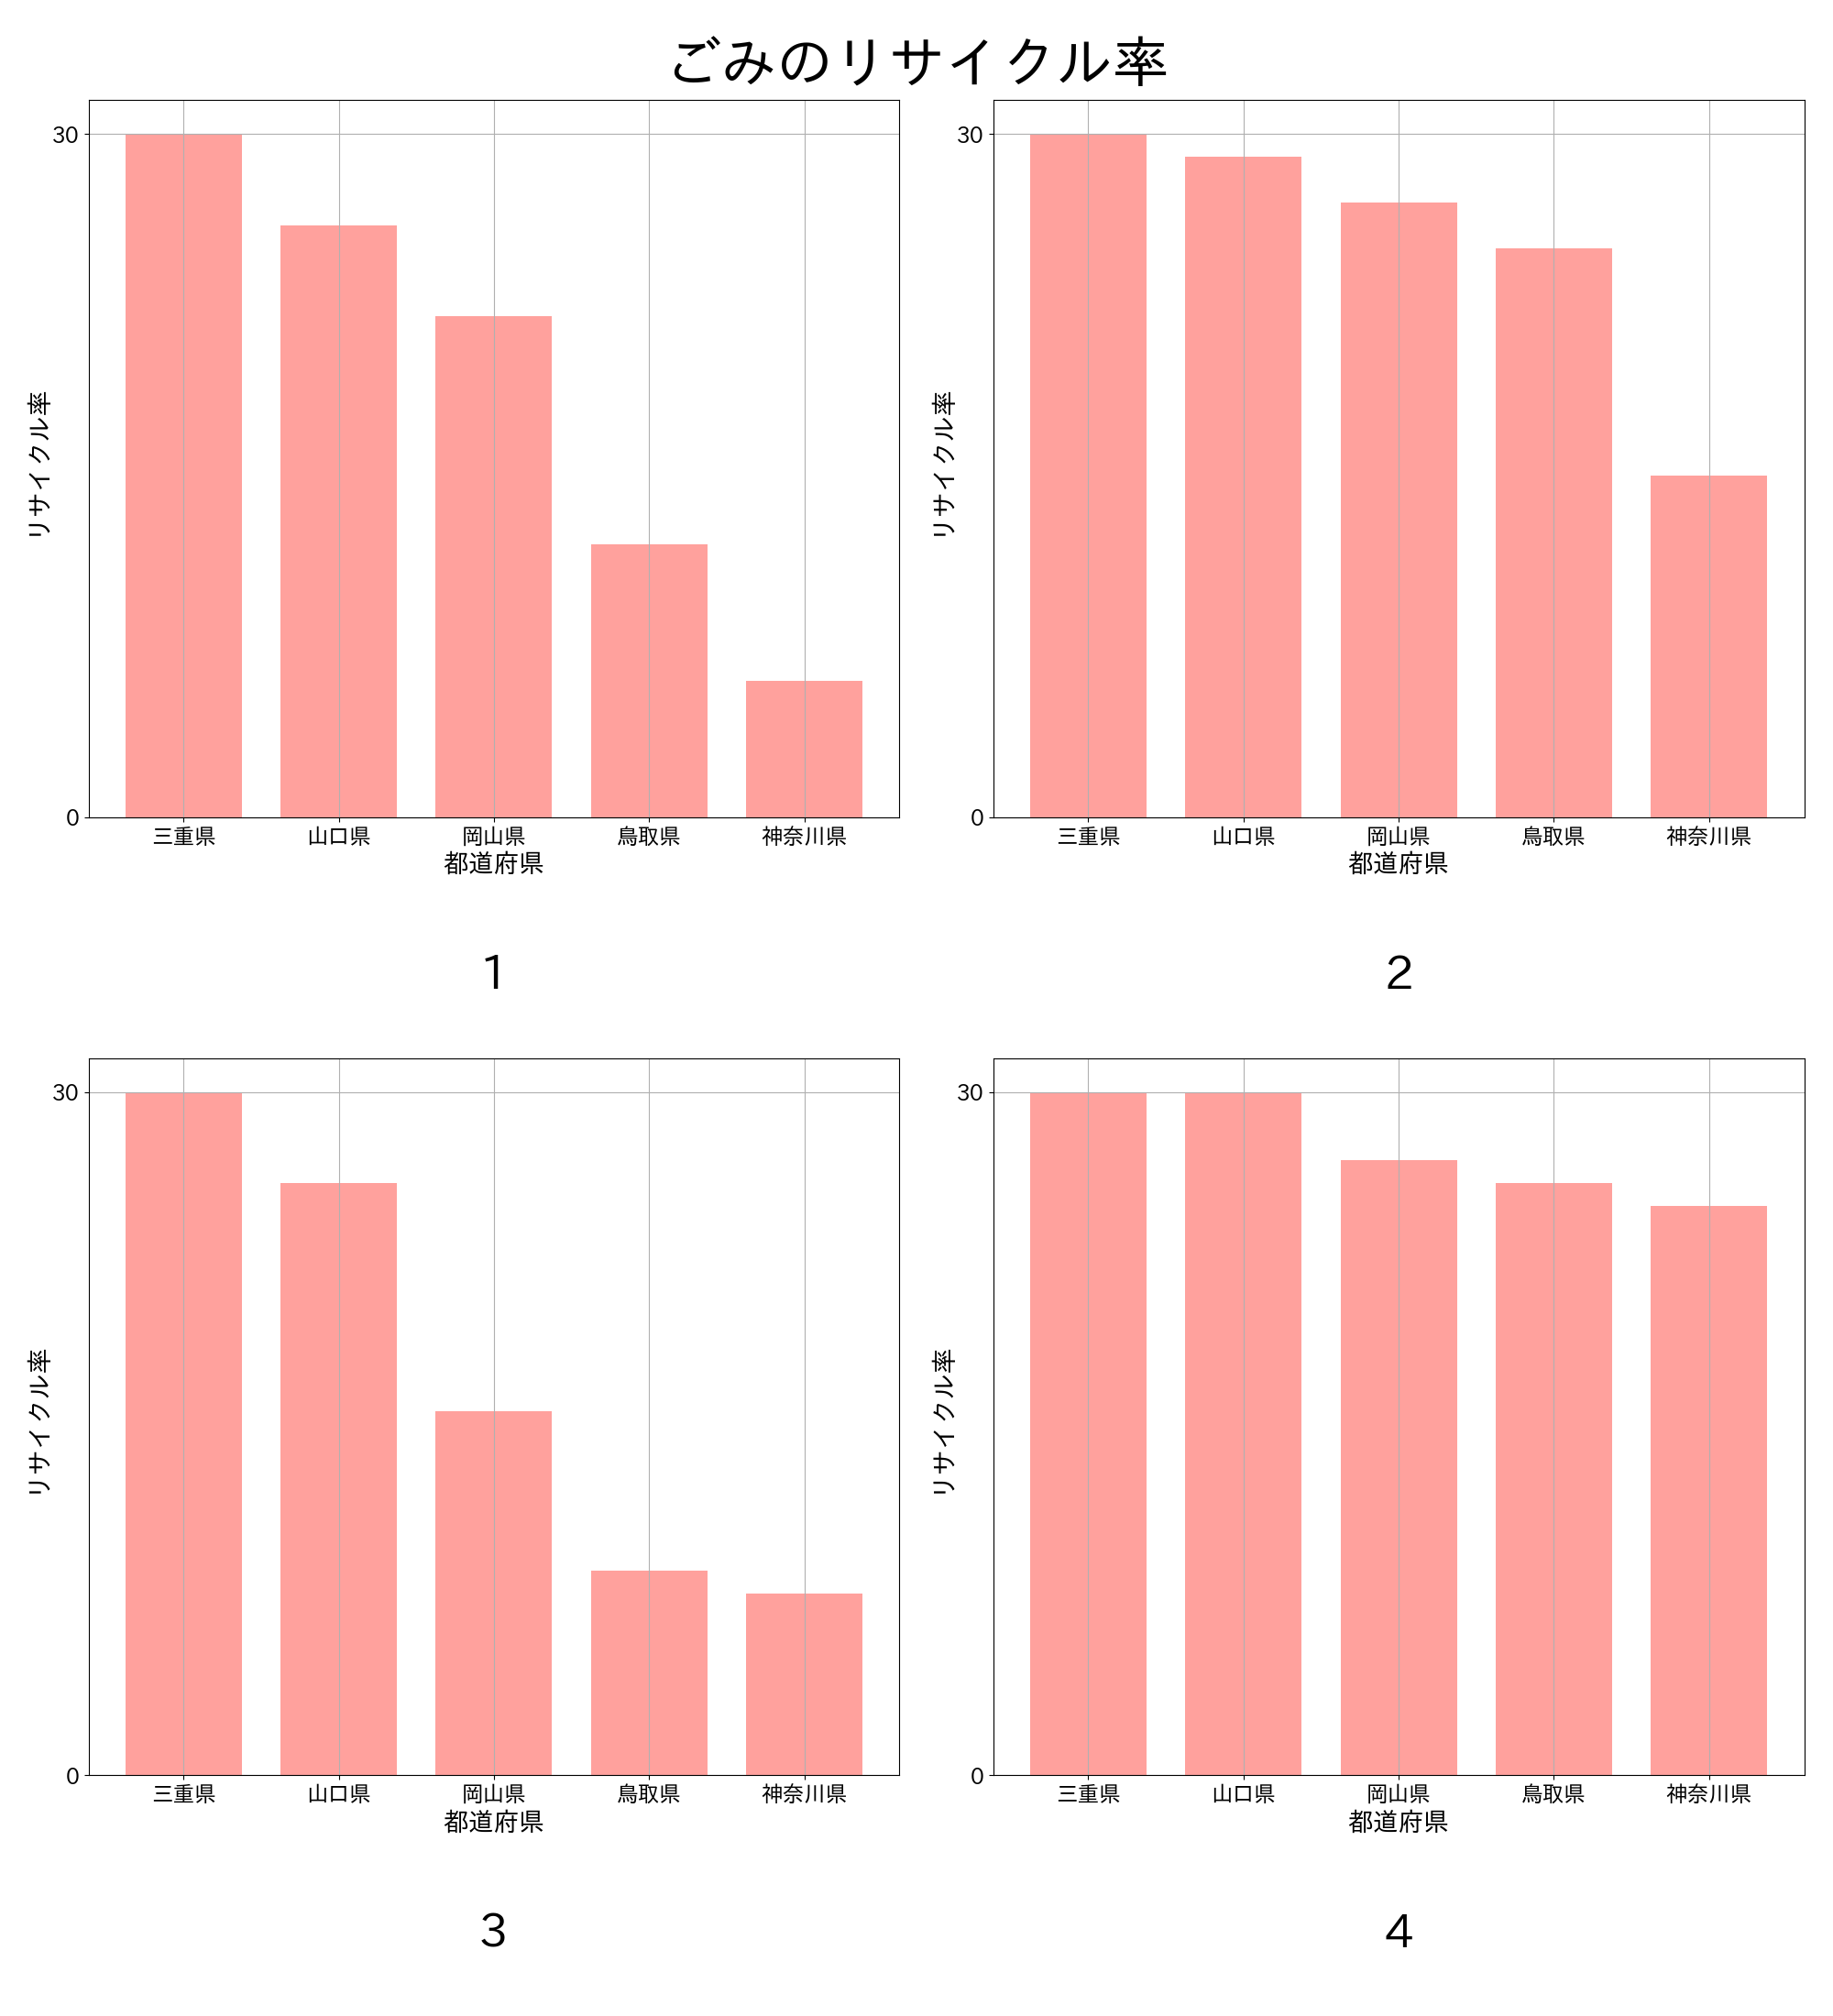 ごみのリサイクル率
30
リサイクル率
0
三重県 山口県 岡山県 鳥取県 神奈川県
都道府県
1
30
リサイクル率
0
三重県 山口県 岡山県 鳥取県 神奈川県
都道府県
2
30
リサイクル率
0
三重県 山口県 岡山県 鳥取県 神奈川県
都道府県
3
30
リサイクル率
0
三重県 山口県 岡山県 鳥取県 神奈川県
都道府県
4